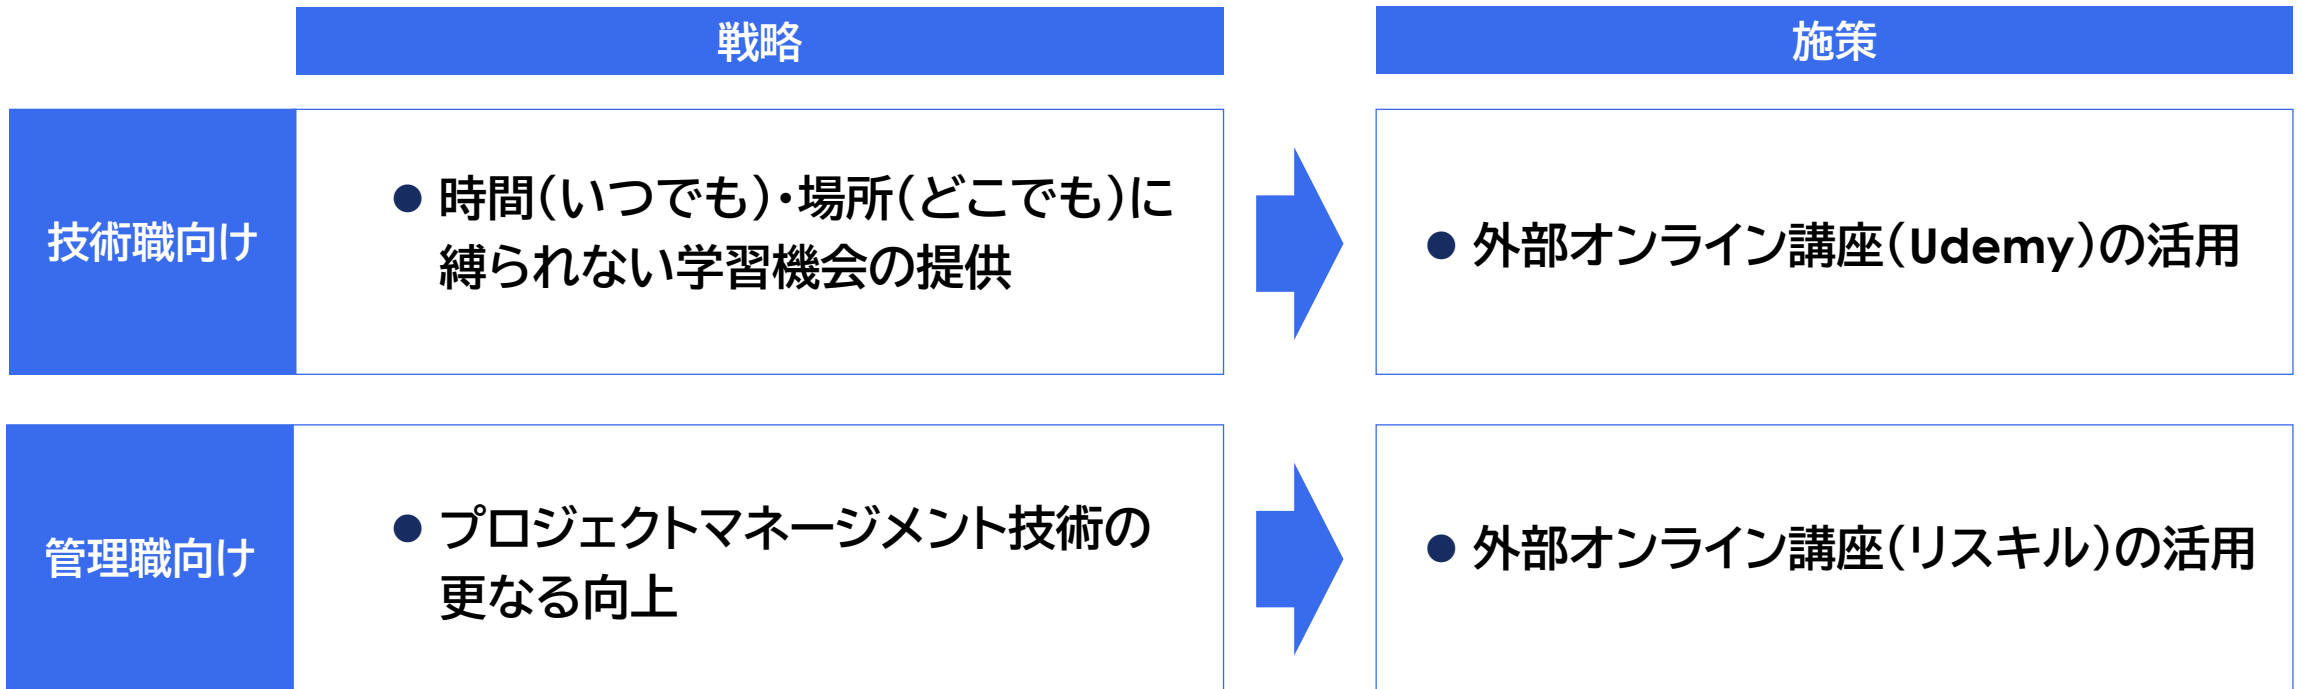 戦略
施策
技術職向け
● 時間(いつでも)・場所(どこでも)に
縛られない学習機会の提供
● 外部オンライン講座(Udemy)の活用
管理職向け
● プロジェクトマネージメント技術の
更なる向上
● 外部オンライン講座(リスキル)の活用